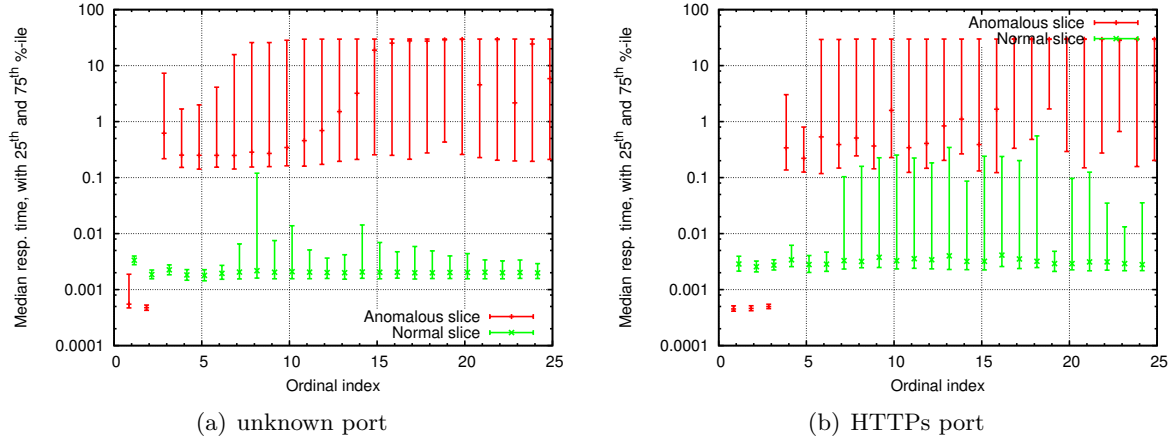 Median resp. time, with 25th and 75th %-ile
100
10
1
0.1
0.01
0.001
0.0001
0 5 10 15 20 25
Ordinal index
Anomalous slice
Normal slice
(a) unknown port
Median resp. time, with 25th and 75th %-ile
100
10
1
0.1
0.01
0.001
0.0001
0 5 10 15 20 25
Ordinal index
Anomalous slice
Normal slice
(b) HTTPs port